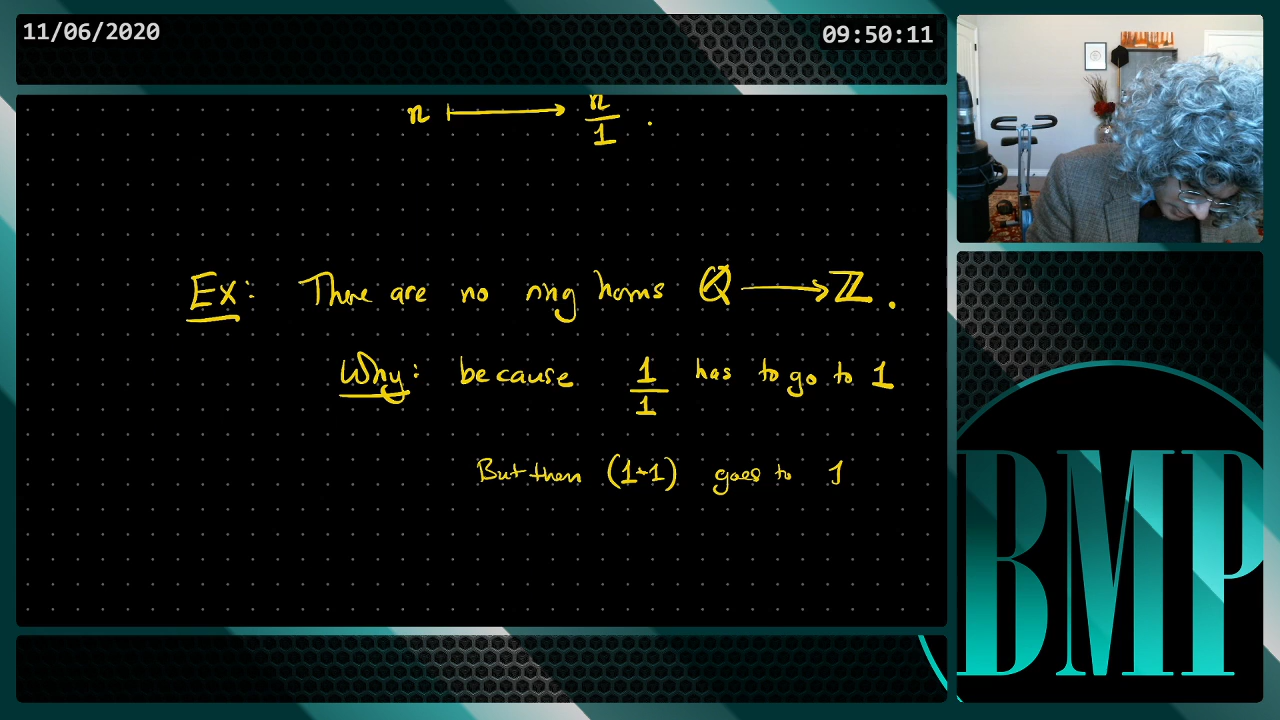 11/06/2020
09:50:11
n ↦ n/1 .
Ex: There are no ring homs ℚ ⟶ ℤ.
Why: because 1/1 has to go to 1
But then (1+1) goes to 1
BMP